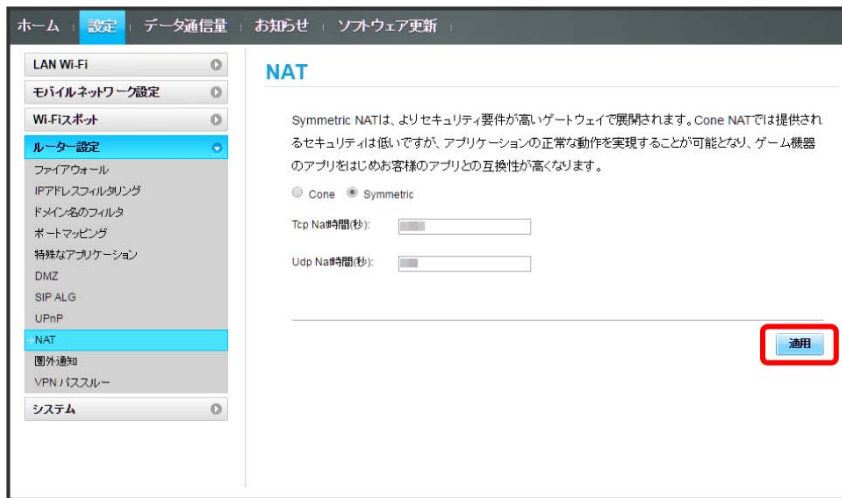 ホーム 設定 データ通信量 お知らせ ソフトウェア更新
LAN Wi-Fi
モバイルネットワーク設定
Wi-Fiスポット
ルーター設定
ファイアウォール
IPアドレスフィルタリング
ドメイン名のフィルタ
ポートマッピング
特殊なアプリケーション
DMZ
SIP ALG
UPnP
NAT
圏外通知
VPN パススルー
システム
NAT
Symmetric NATは、よりセキュリティ要件が高いゲートウェイで展開されます。Cone NATでは提供され
るセキュリティは低いですが、アプリケーションの正常な動作を実現することが可能となり、ゲーム機器
のアプリをはじめお客様のアプリとの互換性が高くなります。
Cone Symmetric
Tcp Nat時間(秒):
Udp Nat時間(秒):
適用